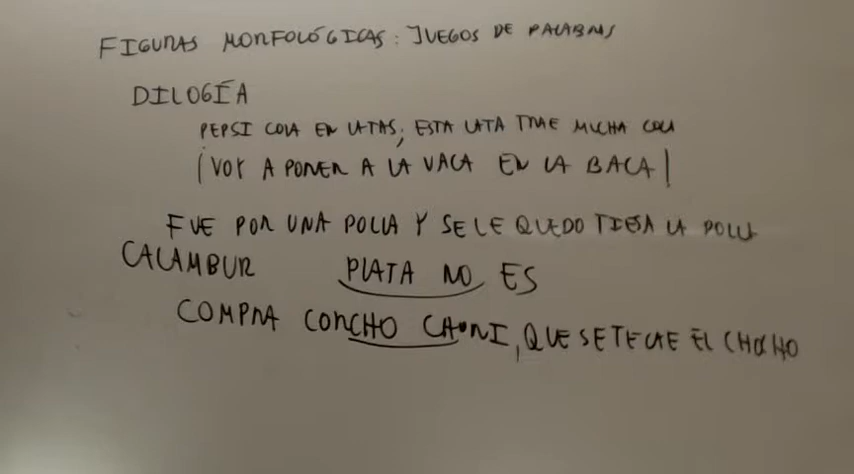 FIGURAS MORFOLÓGICAS: JUEGOS DE PALABRAS
DILOGÍA
PEPSI COLA EN LATAS; ESTA LATA TRAE MUCHA COLA
¡VOY A PONER A LA VACA EN LA BACA!
FUE POR UNA POLLA Y SE LE QUEDO TIESA LA POLLA
CALAMBUR PLATA NO ES
COMPRA CONCHO CARNI, QUE SE TE CAE EL CHOCHO